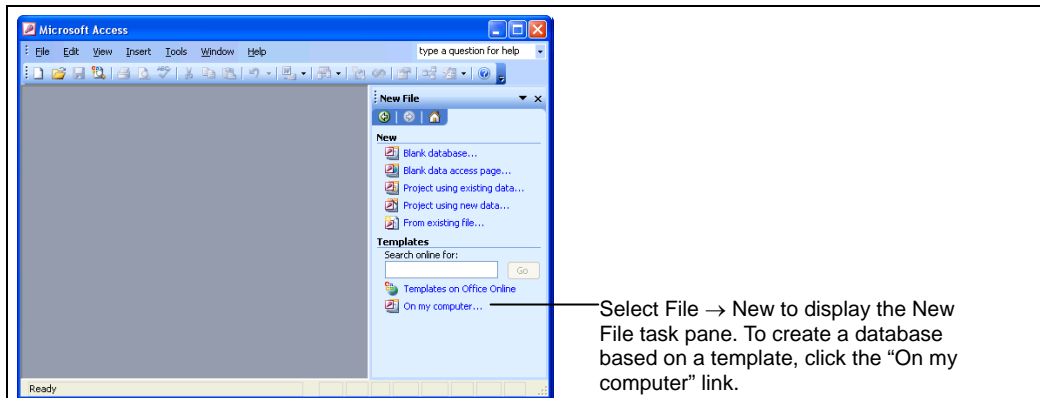 Microsoft Access
File Edit View Insert Tools Window Help
type a question for help
New File
New
Blank database...
Blank data access page...
Project using existing data...
Project using new data...
From existing file...
Templates
Search online for:
Go
Templates on Office Online
On my computer...
Select File → New to display the New
File task pane. To create a database
based on a template, click the “On my
computer” link.
Ready